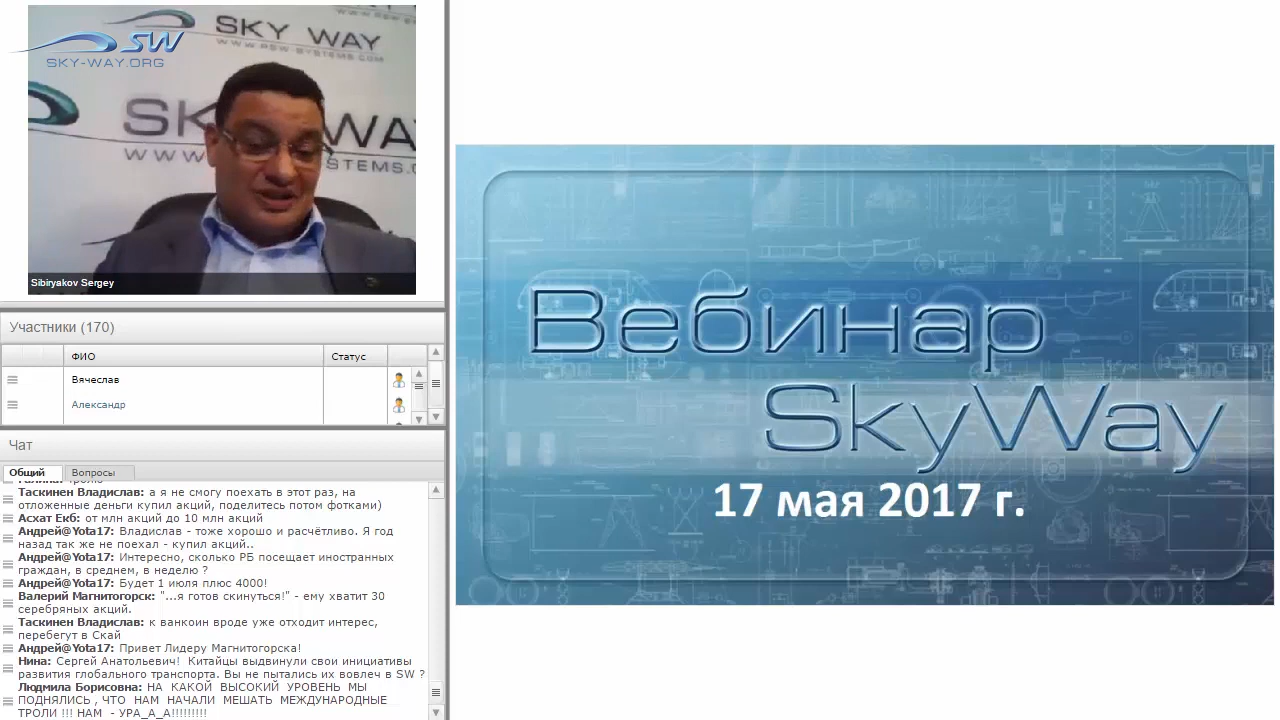 SKY WAY
WWW.RSW-SYSTEMS.COM
SW
SKY-WAY.ORG
SKY WAY
Sibiryakov Sergey
Участники (170)
ФИО Статус
Вячеслав
Александр
Чат
Общий Вопросы
Таскинен Владислав: а я не смогу поехать в этот раз, на
отложенные деньги купил акций, поделитесь потом фотками)
Асхат Екб: от млн акций до 10 млн акций
Андрей@Yota17: Владислав - тоже хорошо и расчётливо. Я год
назад так же не поехал - купил акций..
Андрей@Yota17: Интересно, сколько РБ посещает иностранных
граждан, в среднем, в неделю ?
Андрей@Yota17: Будет 1 июля плюс 4000!
Валерий Магнитогорск: "...я готов скинуться!" - ему хватит 30
серебряных акций.
Таскинен Владислав: к ванкоин вроде уже отходит интерес,
перебегут в Скай
Андрей@Yota17: Привет Лидеру Магнитогорска!
Нина: Сергей Анатольевич! Китайцы выдвинули свои инициативы
развития глобального транспорта. Вы не пытались их вовлеч в SW ?
Людмила Борисовна: НА КАКОЙ ВЫСОКИЙ УРОВЕНЬ МЫ
ПОДНЯЛИСЬ , ЧТО НАМ НАЧАЛИ МЕШАТЬ МЕЖДУНАРОДНЫЕ
ТРОЛИ !!! НАМ - УРА_А_А!!!!!!!!!
Вебинар
SkyWay
17 мая 2017 г.